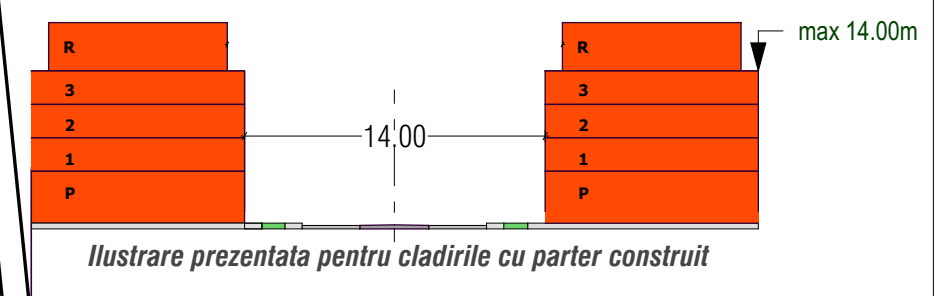 R R max 14.00m
3 3
2 14.00 2
1 1
P P
Ilustrare prezentata pentru cladirile cu parter construit